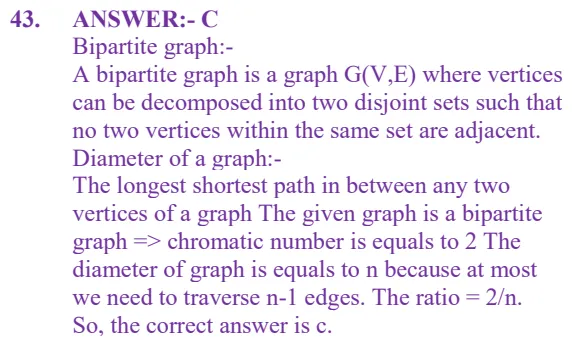 43. ANSWER:- C
Bipartite graph:-
A bipartite graph is a graph G(V,E) where vertices
can be decomposed into two disjoint sets such that
no two vertices within the same set are adjacent.
Diameter of a graph:-
The longest shortest path in between any two
vertices of a graph The given graph is a bipartite
graph => chromatic number is equals to 2 The
diameter of graph is equals to n because at most
we need to traverse n-1 edges. The ratio = 2/n.
So, the correct answer is c.